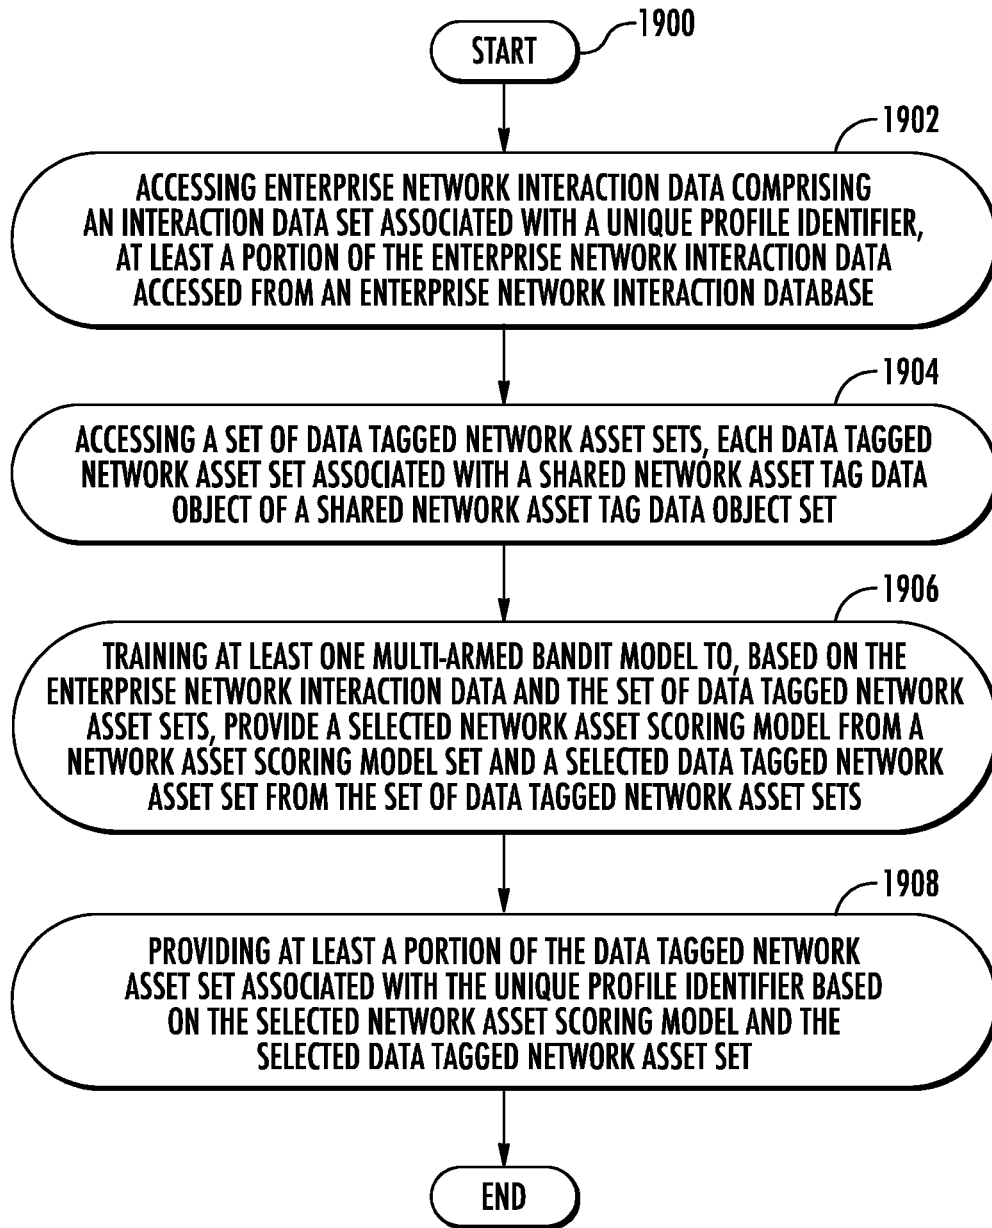 1900
START
1902
ACCESSING ENTERPRISE NETWORK INTERACTION DATA COMPRISING
AN INTERACTION DATA SET ASSOCIATED WITH A UNIQUE PROFILE IDENTIFIER,
AT LEAST A PORTION OF THE ENTERPRISE NETWORK INTERACTION DATA
ACCESSED FROM AN ENTERPRISE NETWORK INTERACTION DATABASE
1904
ACCESSING A SET OF DATA TAGGED NETWORK ASSET SETS, EACH DATA TAGGED
NETWORK ASSET SET ASSOCIATED WITH A SHARED NETWORK ASSET TAG DATA
OBJECT OF A SHARED NETWORK ASSET TAG DATA OBJECT SET
1906
TRAINING AT LEAST ONE MULTI-ARMED BANDIT MODEL TO, BASED ON THE
ENTERPRISE NETWORK INTERACTION DATA AND THE SET OF DATA TAGGED NETWORK
ASSET SETS, PROVIDE A SELECTED NETWORK ASSET SCORING MODEL FROM A
NETWORK ASSET SCORING MODEL SET AND A SELECTED DATA TAGGED NETWORK
ASSET SET FROM THE SET OF DATA TAGGED NETWORK ASSET SETS
1908
PROVIDING AT LEAST A PORTION OF THE DATA TAGGED NETWORK
ASSET SET ASSOCIATED WITH THE UNIQUE PROFILE IDENTIFIER BASED
ON THE SELECTED NETWORK ASSET SCORING MODEL AND THE
SELECTED DATA TAGGED NETWORK ASSET SET
END